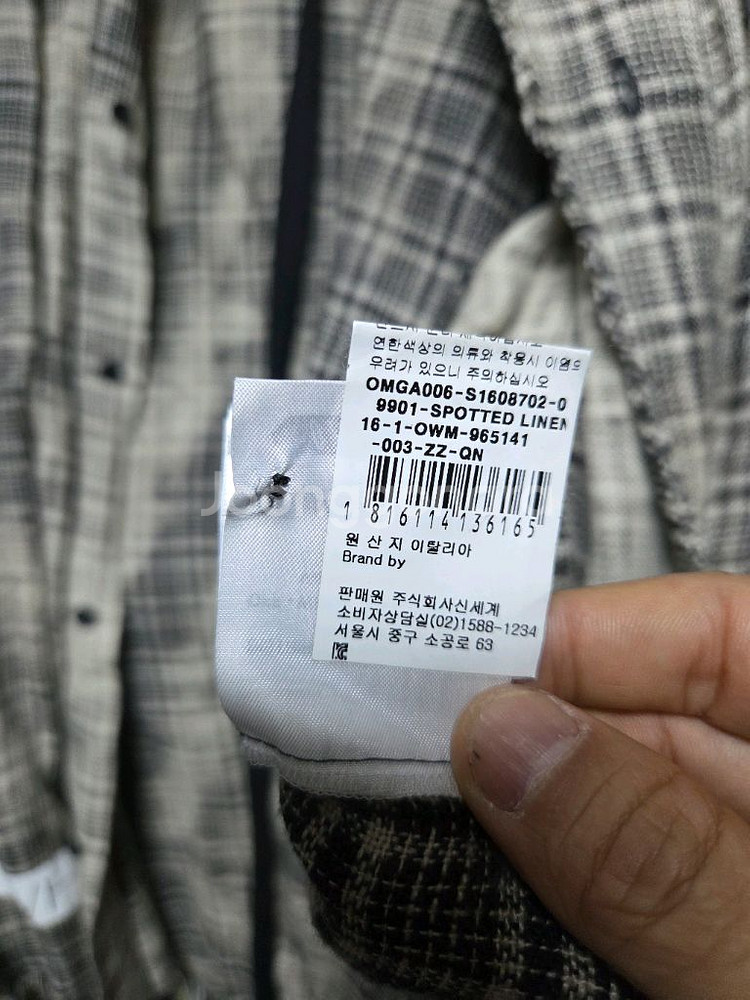 연한색상의 의류와 착용시 이염의
우려가 있으니 주의하십시오
OMGA006-S1608702-0
9901-SPOTTED LINEN
16-1-OWM-965141
-003-ZZ-QN
1 816114 136165
원 산 지 이탈리아
Brand by
판매원 주식회사신세계
소비자상담실(02)1588-1234
서울시 중구 소공로 63